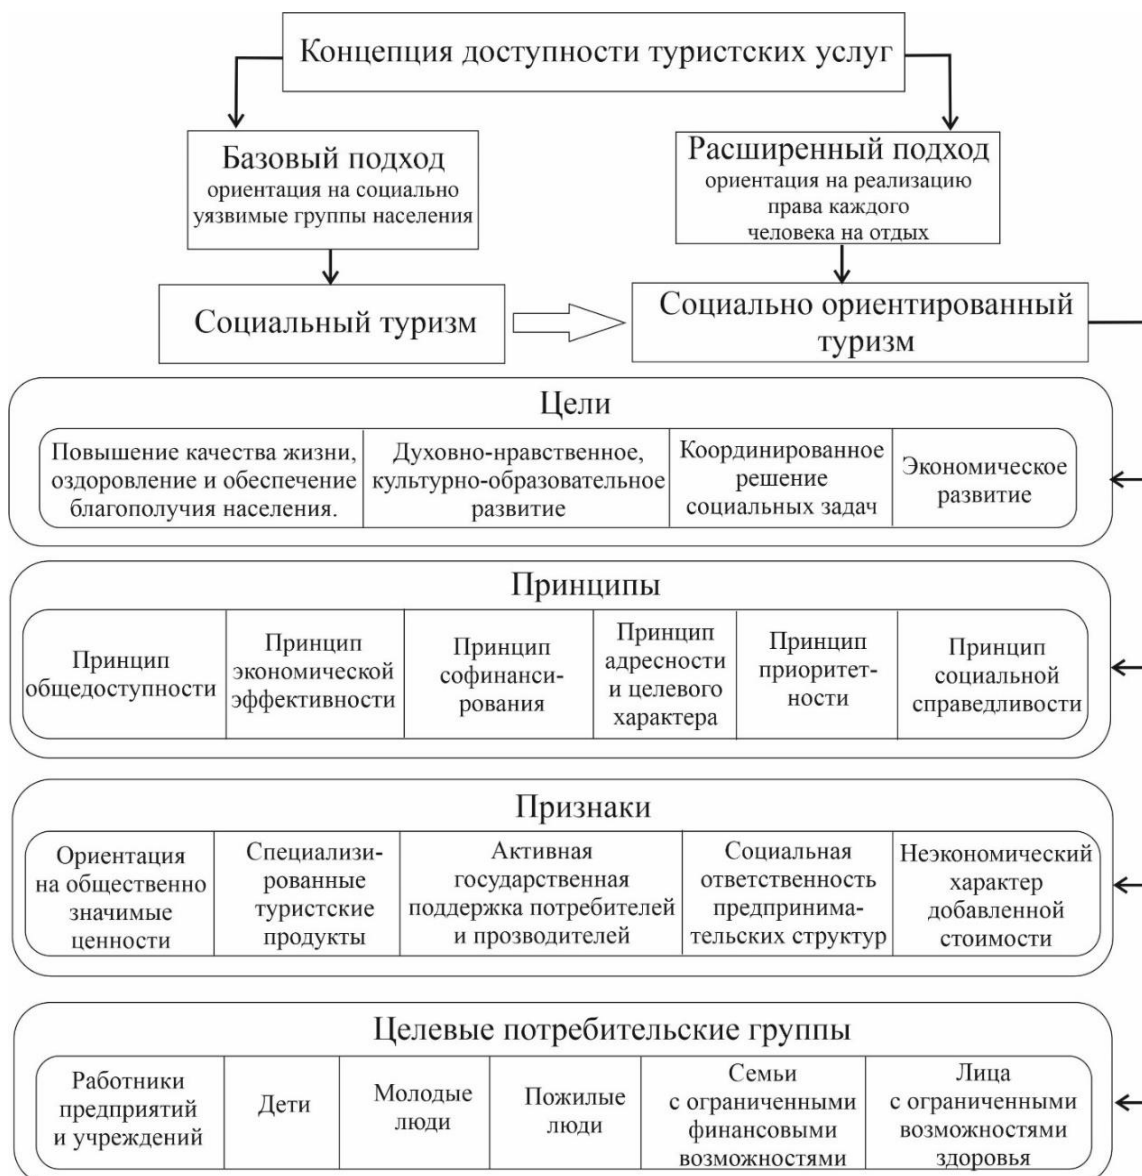 Концепция доступности туристских услуг
Базовый подход
ориентация на социально
уязвимые группы населения
Расширенный подход
ориентация на реализацию
права каждого
человека на отдых
Социальный туризм
Социально ориентированный
туризм
Цели
Повышение качества жизни,
оздоровление и обеспечение
благополучия населения.
Духовно-нравственное,
культурно-образовательное
развитие
Координированное
решение
социальных задач
Экономическое
развитие
Принципы
Принцип
общедоступности
Принцип
экономической
эффективности
Принцип
софинанси-
рования
Принцип
адресности
и целевого
характера
Принцип
приоритет-
ности
Принцип
социальной
справедливости
Признаки
Ориентация
на общественно
значимые
ценности
Специализи-
рованные
туристские
продукты
Активная
государственная
поддержка потребителей
и прозводителей
Социальная
ответственность
предпринима-
тельских структур
Неэкономический
характер
добавленной
стоимости
Целевые потребительские группы
Работники
предприятий
и учреждений
Дети
Молодые
люди
Пожилые
люди
Семьи
с ограниченными
финансовыми
возможностями
Лица
с ограниченными
возможностями
здоровья